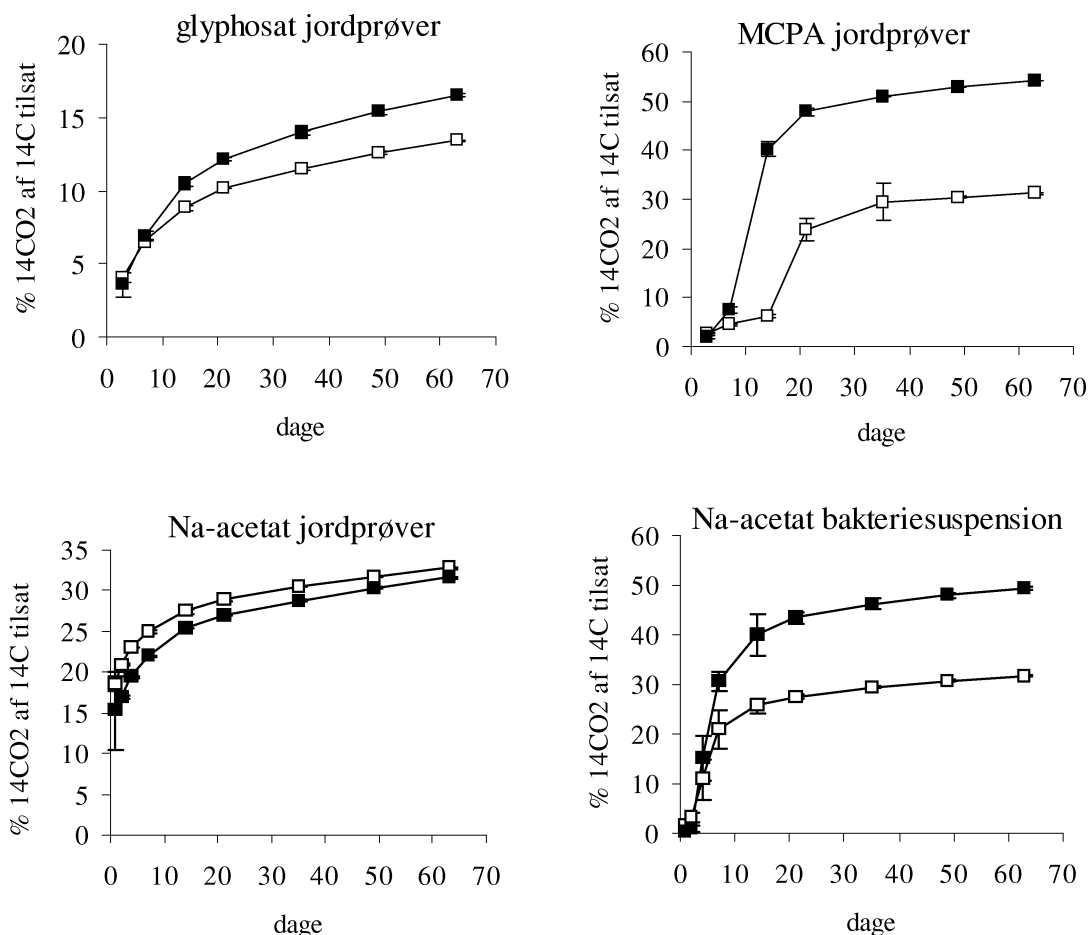 glyphosat jordprøver
% 14CO2 af 14C tilsat
20
15
10
5
0
0 10 20 30 40 50 60 70
dage
MCPA jordprøver
% 14CO2 af 14C tilsat
60
50
40
30
20
10
0
0 10 20 30 40 50 60 70
dage
Na-acetat jordprøver
% 14CO2 af 14C tilsat
35
30
25
20
15
10
5
0
0 10 20 30 40 50 60 70
dage
Na-acetat bakteriesuspension
% 14CO2 af 14C tilsat
60
50
40
30
20
10
0
0 10 20 30 40 50 60 70
dage